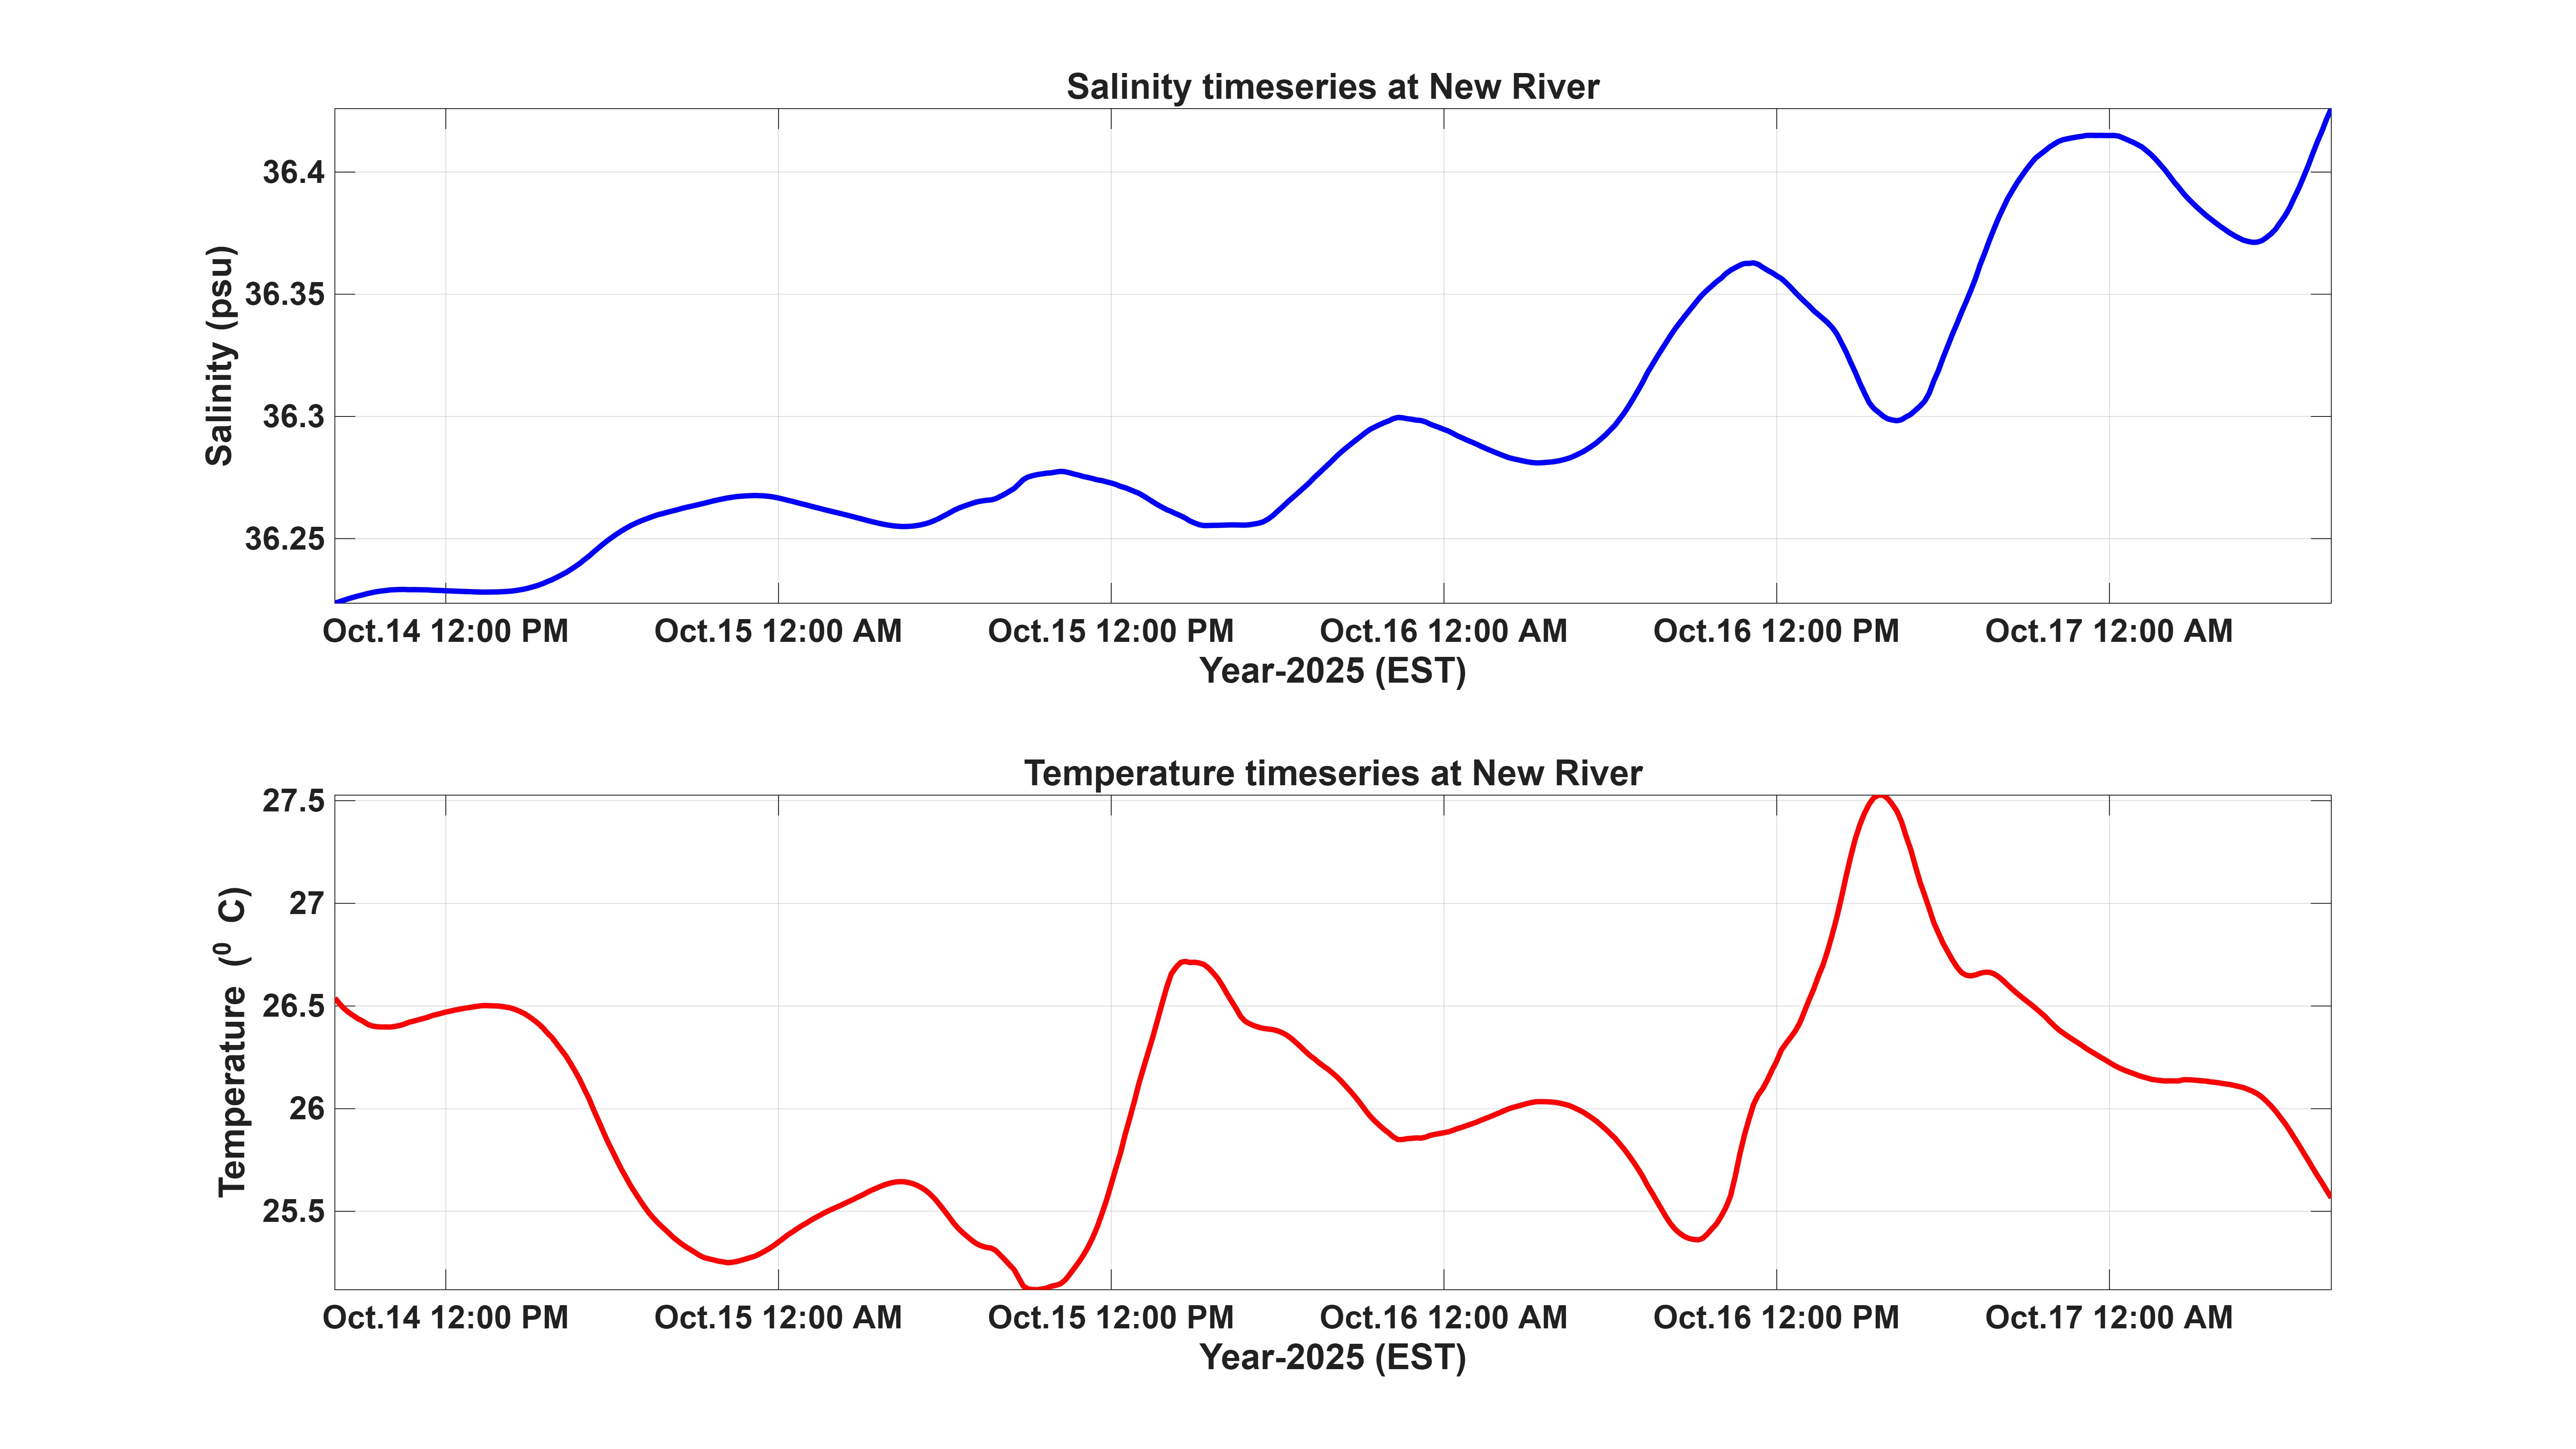 Salinity timeseries at New River
Salinity (psu)
36.4
36.35
36.3
36.25
Oct.14 12:00 PM Oct.15 12:00 AM Oct.15 12:00 PM Oct.16 12:00 AM Oct.16 12:00 PM Oct.17 12:00 AM
Year-2025 (EST)
Temperature timeseries at New River
Temperature (⁰ C)
27.5
27
26.5
26
25.5
Oct.14 12:00 PM Oct.15 12:00 AM Oct.15 12:00 PM Oct.16 12:00 AM Oct.16 12:00 PM Oct.17 12:00 AM
Year-2025 (EST)